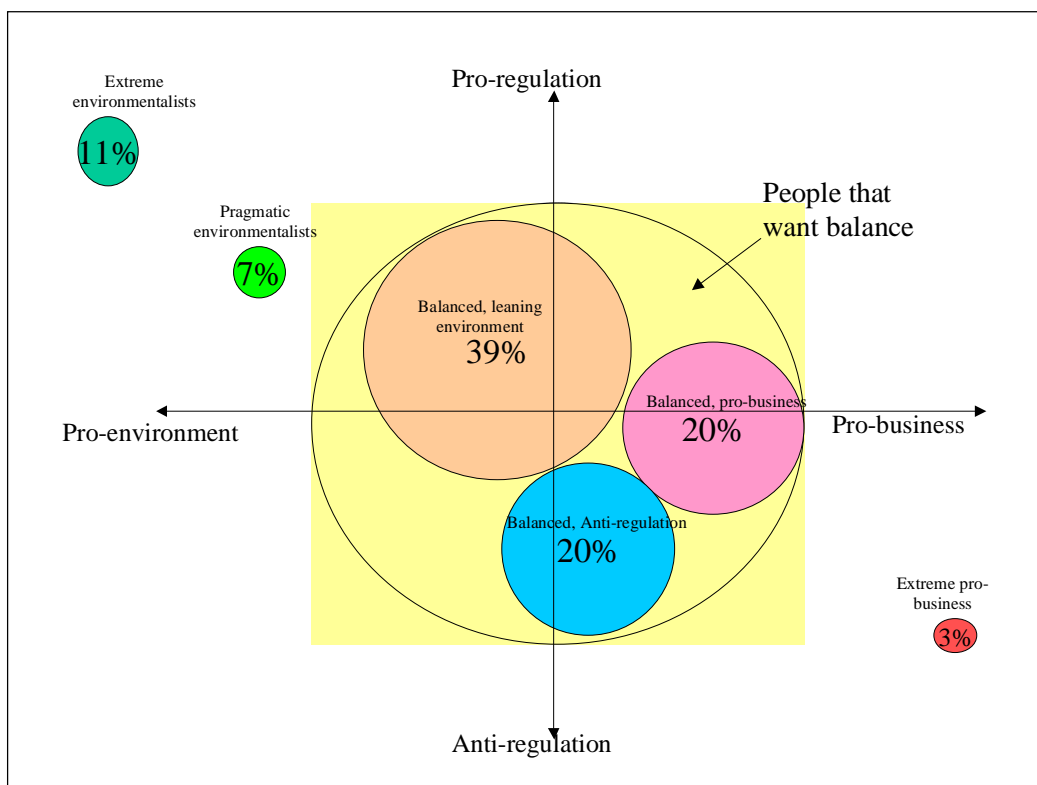 Extreme
environmentalists
11%
Pro-regulation
Pragmatic
environmentalists
7%
People that
want balance
Balanced, leaning
environment
39%
Balanced, pro-business
20%
Pro-environment
Pro-business
Balanced, Anti-regulation
20%
Extreme pro-
business
3%
Anti-regulation